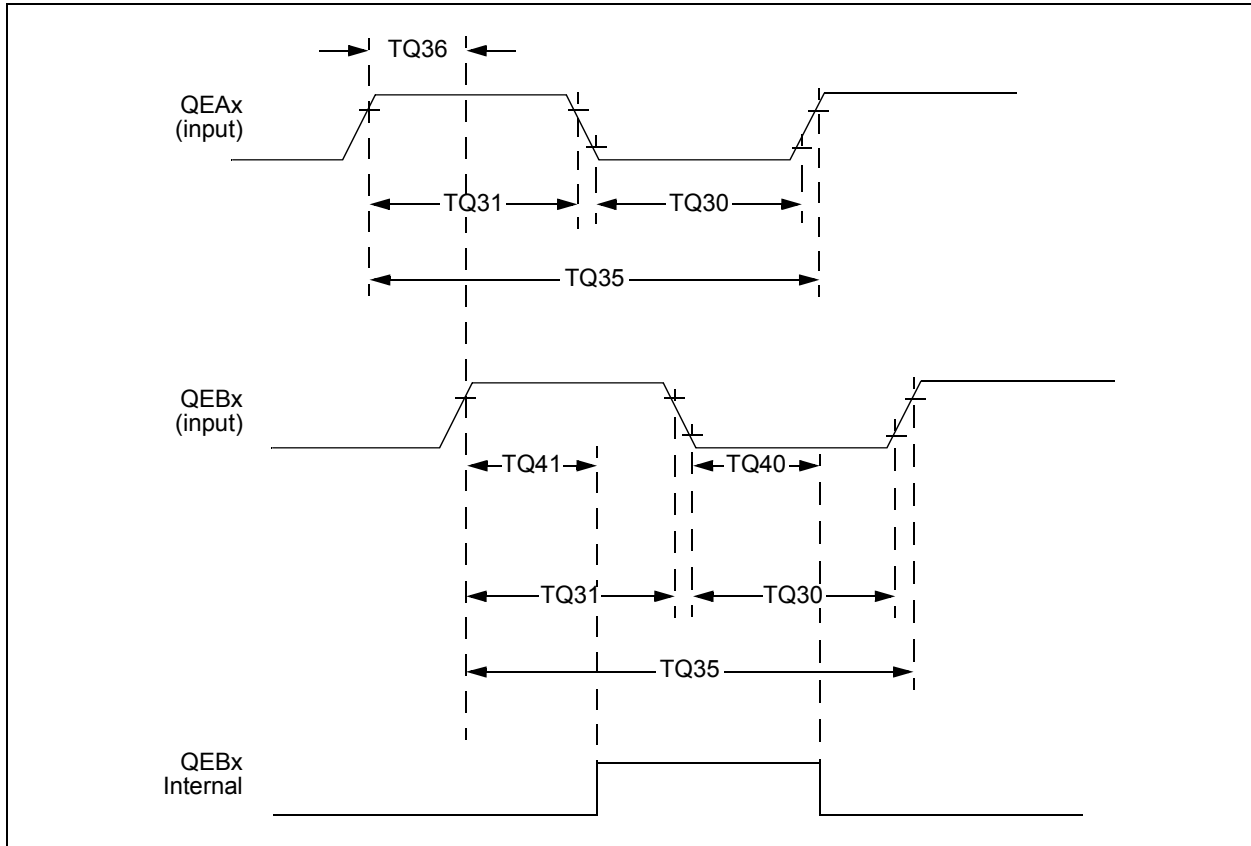 TQ36
QEAx
(input)
TQ31
TQ30
TQ35
QEBx
(input)
TQ41
TQ40
TQ31
TQ30
TQ35
QEBx
Internal